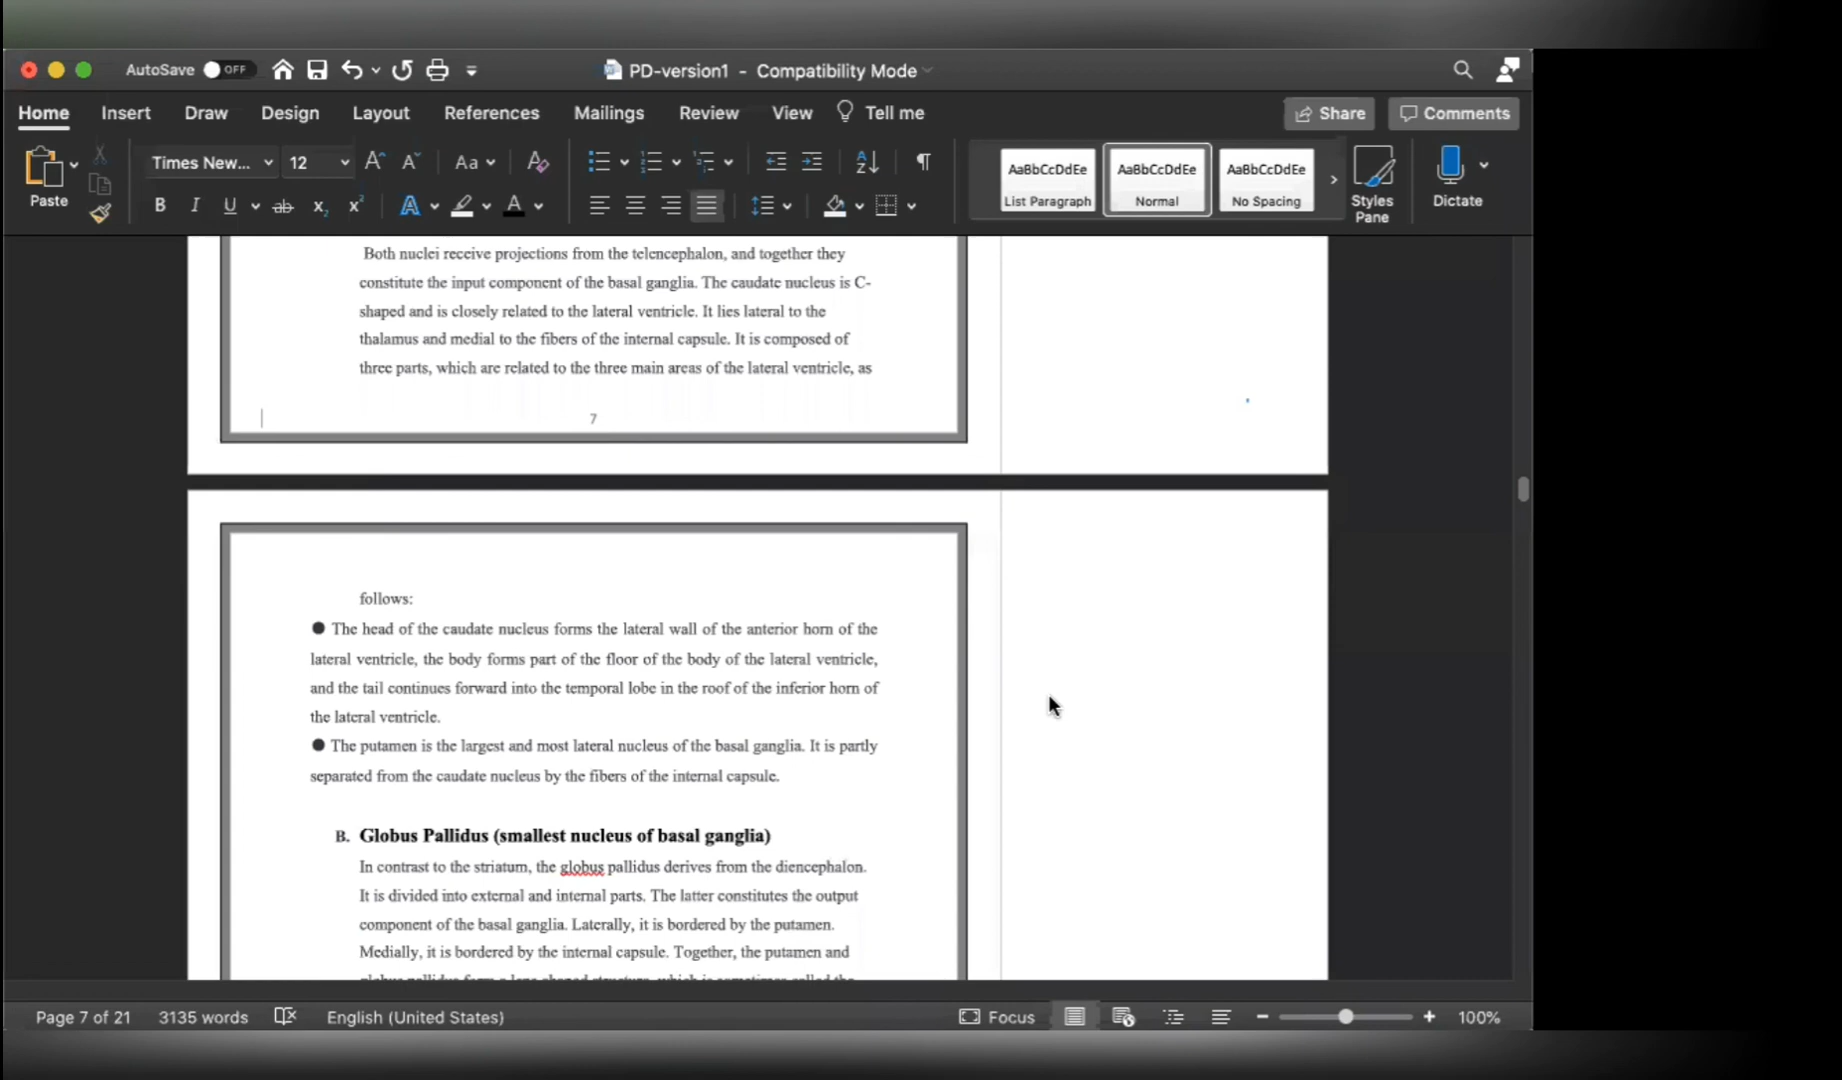 AutoSave OFF PD-version1 - Compatibility Mode
Home Insert Draw Design Layout References Mailings Review View Tell me Share Comments
Paste Times New... 12 Aa AaBbCcDdEe AaBbCcDdEe AaBbCcDdEe
List Paragraph Normal No Spacing Styles Pane Dictate
Both nuclei receive projections from the telencephalon, and together they
constitute the input component of the basal ganglia. The caudate nucleus is C-
shaped and is closely related to the lateral ventricle. It lies lateral to the
thalamus and medial to the fibers of the internal capsule. It is composed of
three parts, which are related to the three main areas of the lateral ventricle, as
7
follows:
● The head of the caudate nucleus forms the lateral wall of the anterior horn of the
lateral ventricle, the body forms part of the floor of the body of the lateral ventricle,
and the tail continues forward into the temporal lobe in the roof of the inferior horn of
the lateral ventricle.
● The putamen is the largest and most lateral nucleus of the basal ganglia. It is partly
separated from the caudate nucleus by the fibers of the internal capsule.
B. Globus Pallidus (smallest nucleus of basal ganglia)
In contrast to the striatum, the globus pallidus derives from the diencephalon.
It is divided into external and internal parts. The latter constitutes the output
component of the basal ganglia. Laterally, it is bordered by the putamen.
Medially, it is bordered by the internal capsule. Together, the putamen and
Page 7 of 21 3135 words English (United States) Focus 100%